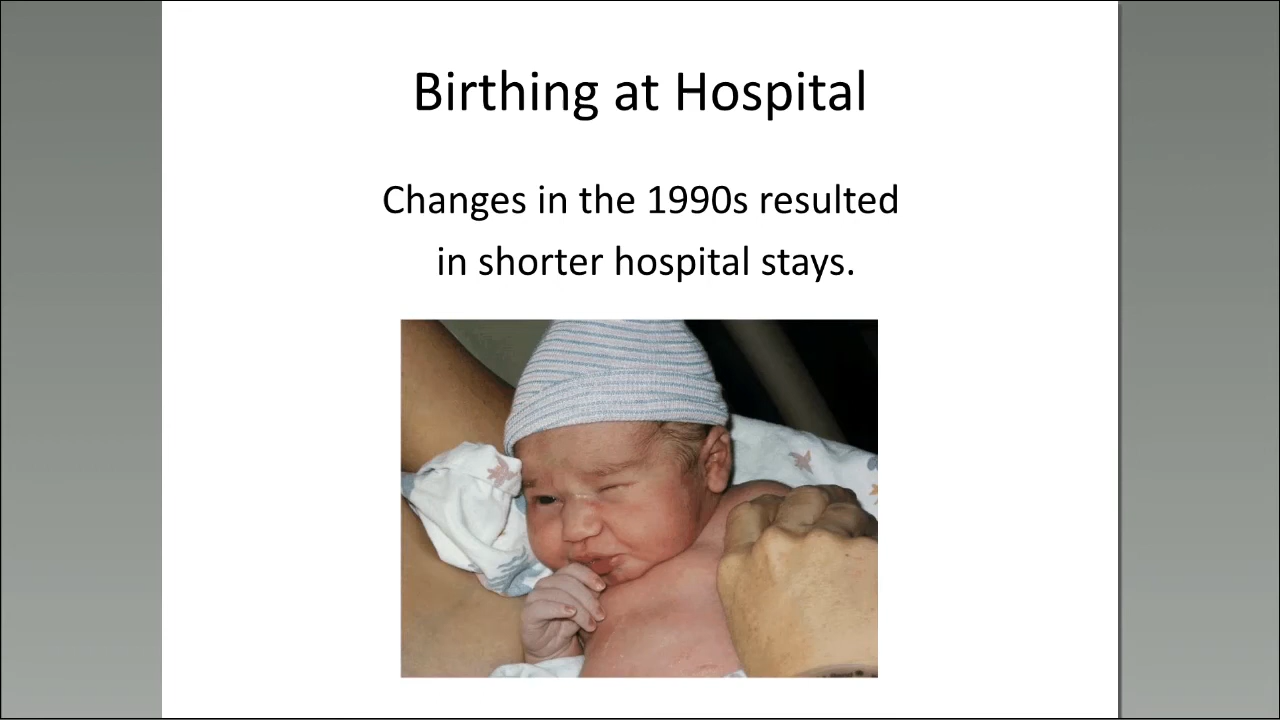 Birthing at Hospital
Changes in the 1990s resulted
in shorter hospital stays.